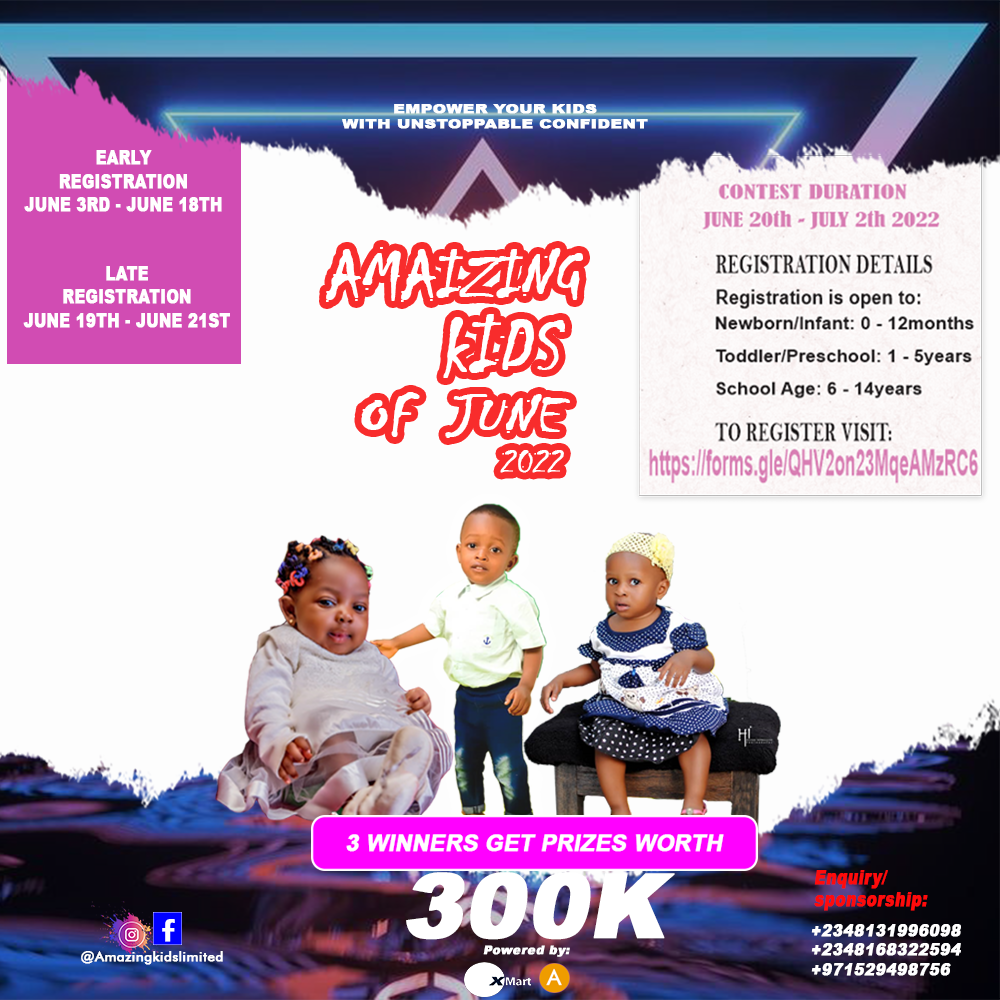 EMPOWER YOUR KIDS
WITH UNSTOPPABLE CONFIDENT
EARLY
REGISTRATION
JUNE 3RD - JUNE 18TH
LATE
REGISTRATION
JUNE 19TH - JUNE 21ST
CONTEST DURATION
JUNE 20th - JULY 2th 2022
REGISTRATION DETAILS
Registration is open to:
Newborn/Infant: 0 - 12months
Toddler/Preschool: 1 - 5years
School Age: 6 - 14years
TO REGISTER VISIT:
https://forms.gle/QHV2on23MqeAMzRC6
AMAIZING
KIDS
OF JUNE
2022
3 WINNERS GET PRIZES WORTH
300K
Powered by:
XMart A
@Amazingkidslimited
Enquiry/
sponsorship:
+2348131996098
+2348168322594
+971529498756